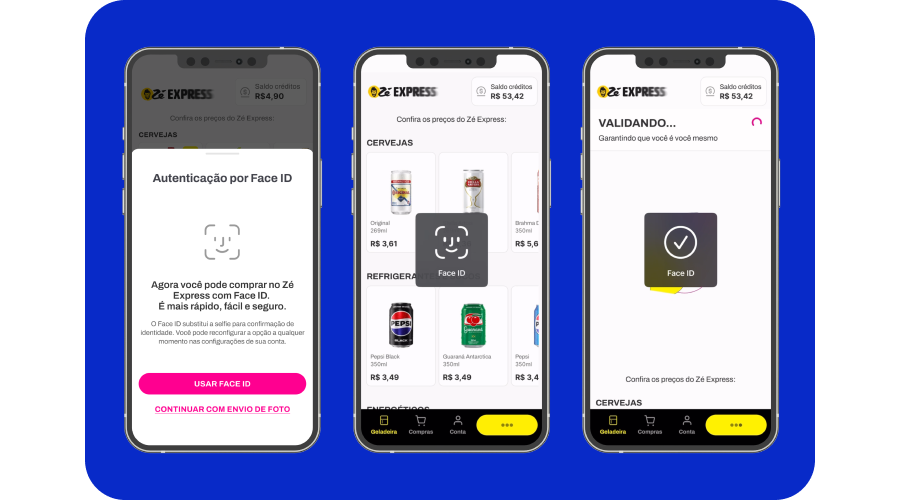 Zé EXPRESS
Saldo créditos
R$4,90
Confira os preços do Zé Express:
CERVEJAS
Autenticação por Face ID
Agora você pode comprar no Zé
Express com Face ID.
É mais rápido, fácil e seguro.
O Face ID substitui a selfie para confirmação de
identidade. Você pode reconfigurar a opção a qualquer
momento nas configurações de sua conta.
USAR FACE ID
CONTINUAR COM ENVIO DE FOTO
Zé EXPRESS
Saldo créditos
R$ 53,42
Confira os preços do Zé Express:
CERVEJAS
Original
269ml
R$ 3,61
350ml
Brahma D
350ml
R$ 5,6
Face ID
REFRIGERAN
PEPSI
BLACK
Guaraná
Pepsi Black
350ml
R$ 3,49
Guaraná Antarctica
350ml
R$ 3,49
Pepsi
350ml
R$ 3,4
ENERGÉTICOS
Geladeira
Compras
Conta
Zé EXPRESS
Saldo créditos
R$ 53,42
VALIDANDO...
Garantindo que você é você mesmo
Face ID
Confira os preços do Zé Express:
CERVEJAS
Geladeira
Compras
Conta